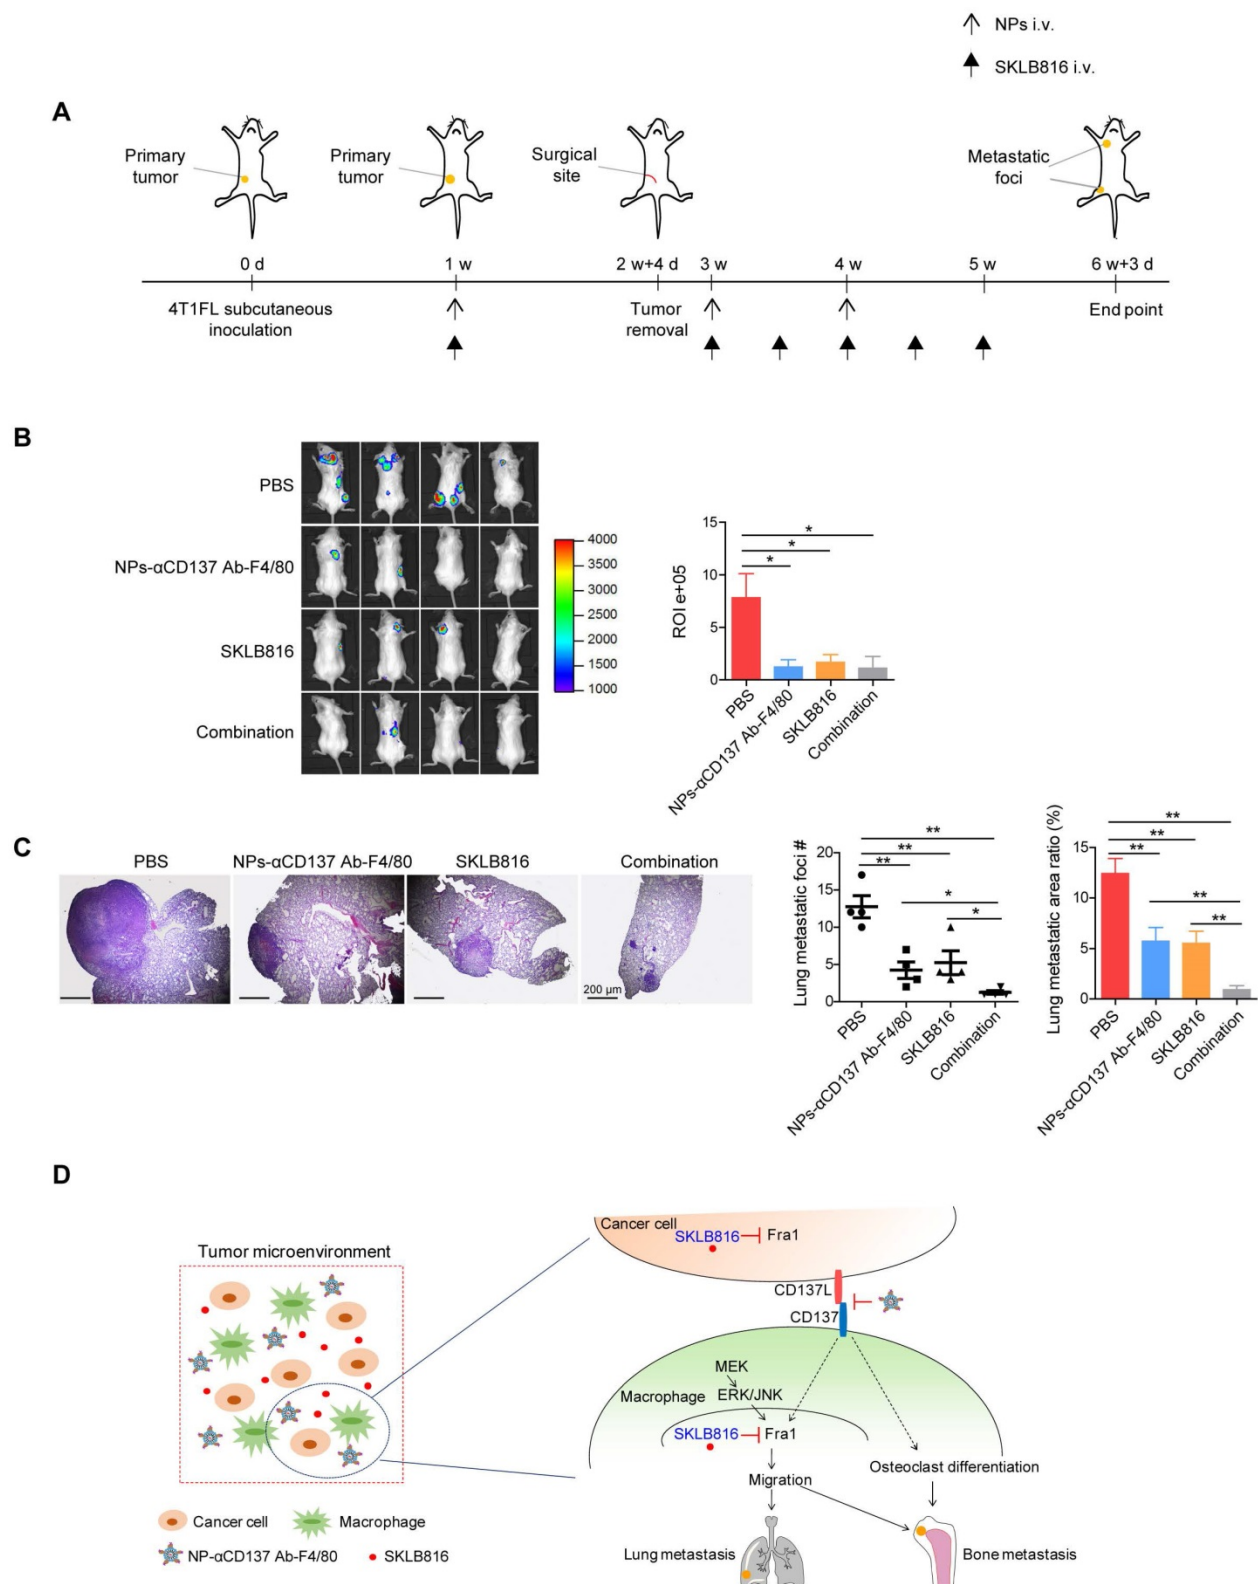 NPs i.v.
SKLB816 i.v.
A
Primary
tumor
Primary
tumor
Surgical
site
Metastatic
foci
0 d
1 w
2 w+4 d
3 w
4 w
5 w
6 w+3 d
4T1FL subcutaneous
inoculation
Tumor
removal
End point
B
PBS
NPs-αCD137 Ab-F4/80
SKLB816
Combination
4000
3500
3000
2500
2000
1500
1000
ROI e+05
15
10
5
0
*
*
*
PBS
NPs-αCD137 Ab-F4/80
SKLB816
Combination
C
PBS
NPs-αCD137 Ab-F4/80
SKLB816
Combination
200 μm
Lung metastatic foci #
20
15
10
5
0
**
**
**
*
*
PBS
NPs-αCD137 Ab-F4/80
SKLB816
Combination
Lung metastatic area ratio (%)
15
10
5
0
**
**
**
**
**
PBS
NPs-αCD137 Ab-F4/80
SKLB816
Combination
D
Tumor microenvironment
Cancer cell
Macrophage
NP-αCD137 Ab-F4/80
SKLB816
Cancer cell
SKLB816
Fra1
CD137L
CD137
MEK
Macrophage
ERK/JNK
SKLB816
Fra1
Migration
Osteoclast differentiation
Lung metastasis
Bone metastasis